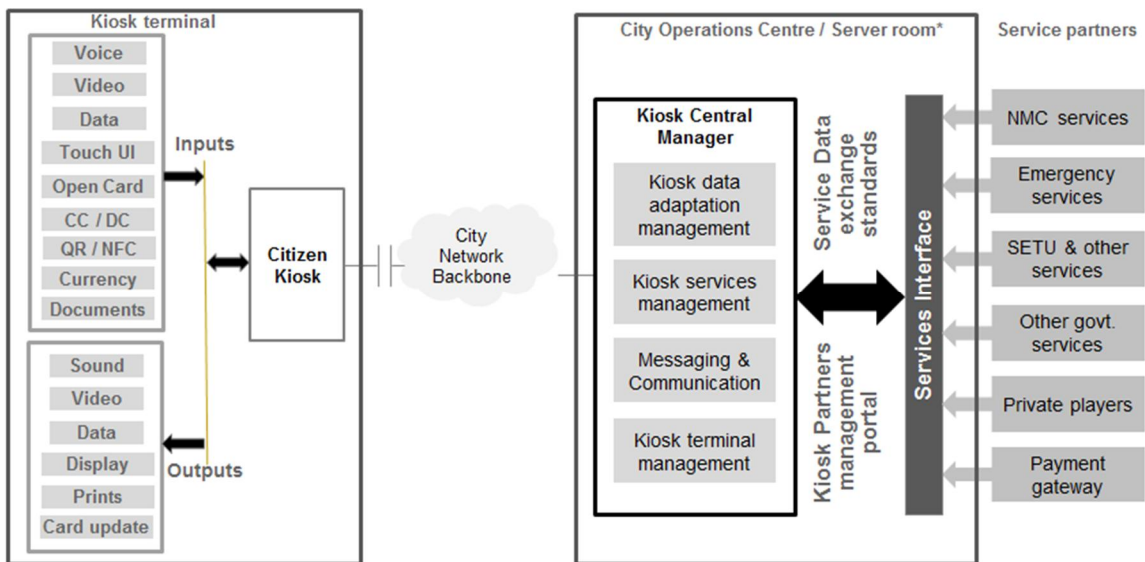 Kiosk terminal
Voice
Video
Data
Touch UI
Open Card
CC / DC
QR / NFC
Currency
Documents
Inputs
Sound
Video
Data
Display
Prints
Card update
Outputs
Citizen
Kiosk
City
Network
Backbone
City Operations Centre / Server room*
Kiosk Central
Manager
Kiosk data
adaptation
management
Kiosk services
management
Messaging &
Communication
Kiosk terminal
management
Service Data
exchange
standards
Kiosk Partners
management
portal
Services Interface
Service partners
NMC services
Emergency
services
SETU & other
services
Other govt.
services
Private players
Payment
gateway